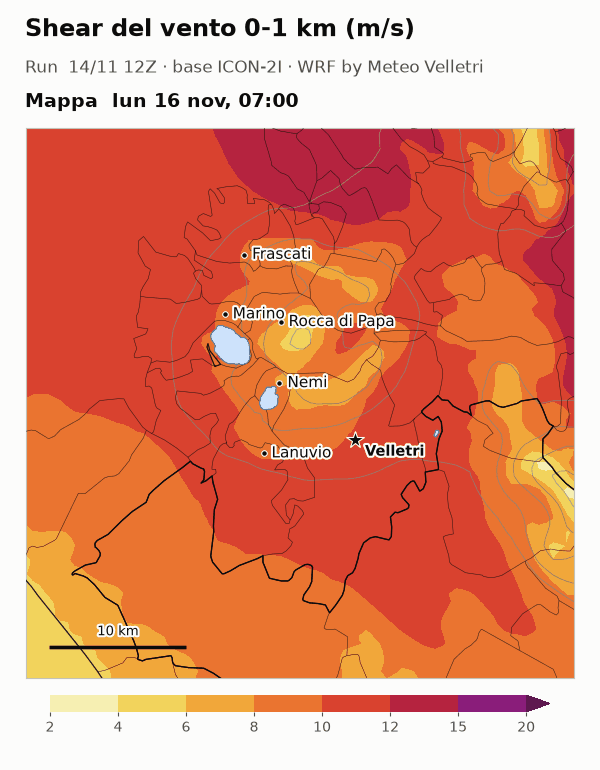 Shear del vento 0-1 km (m/s)
Run  14/11 12Z · base ICON-2I · WRF by Meteo Velletri
Mappa  lun 16 nov, 07:00
Frascati
Marino
Rocca di Papa
Nemi
Velletri
Lanuvio
10 km
2 4 6 8 10 12 15 20